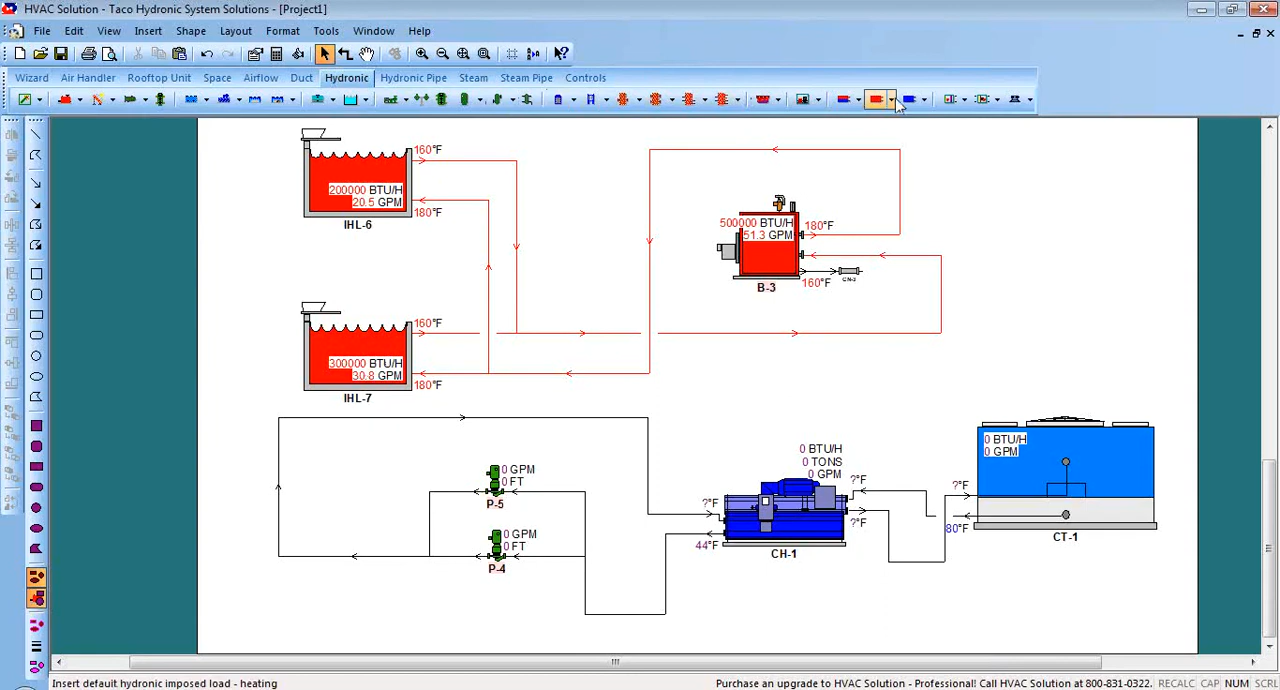 HVAC Solution - Taco Hydronic System Solutions - [Project1]
File Edit View Insert Shape Layout Format Tools Window Help
Wizard Air Handler Rooftop Unit Space Airflow Duct Hydronic Hydronic Pipe Steam Steam Pipe Controls
160°F
200000 BTU/H
20.5 GPM
180°F
IHL-6
500000 BTU/H
51.3 GPM
180°F
CN-3
160°F
B-3
160°F
300000 BTU/H
30.8 GPM
180°F
IHL-7
0 GPM
0 FT
P-5
0 GPM
0 FT
P-4
0 BTU/H
0 TONS
0 GPM
?°F
?°F
?°F
44°F
CH-1
0 BTU/H
0 GPM
80°F
CT-1
Insert default hydronic imposed load - heating
Purchase an upgrade to HVAC Solution - Professional! Call HVAC Solution at 800-831-0322. RECALC CAP NUM SCRL